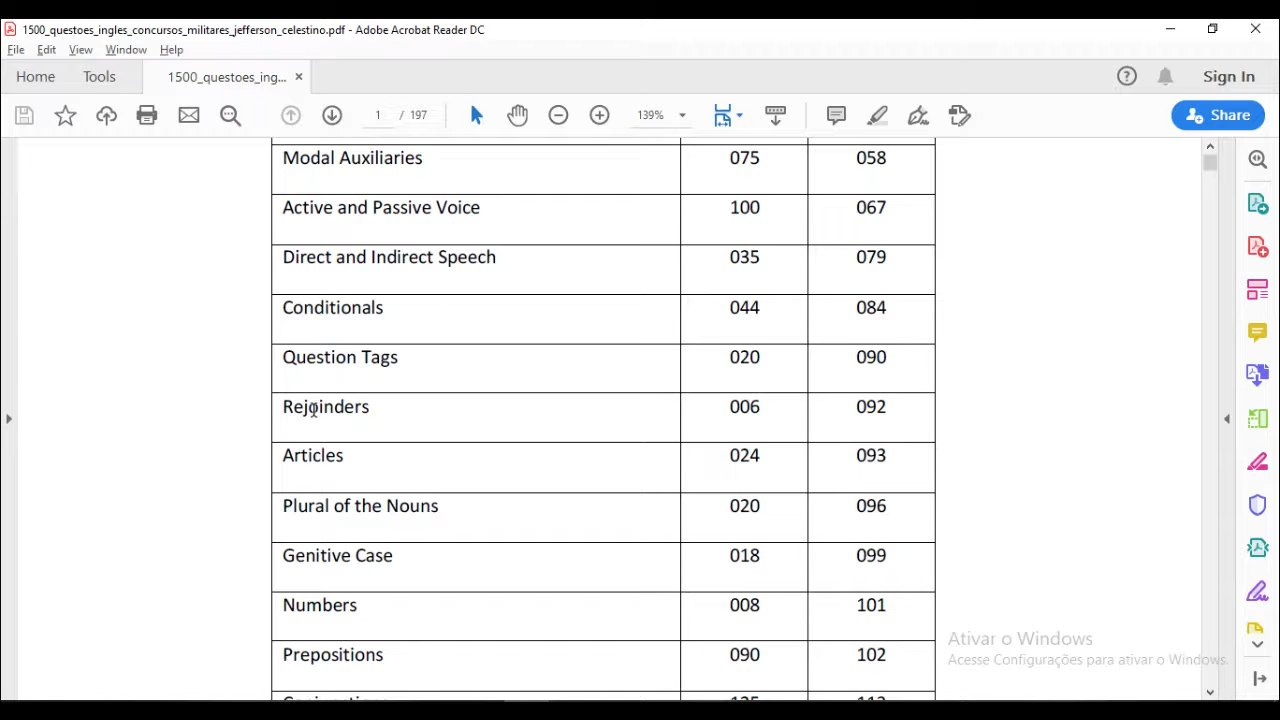 1500_questoes_ingles_concursos_militares_jefferson_celestino.pdf - Adobe Acrobat Reader DC
File Edit View Window Help
Home Tools 1500_questoes_ing... × Sign In
1 / 197 139% Share
Modal Auxiliaries 075 058
Active and Passive Voice 100 067
Direct and Indirect Speech 035 079
Conditionals 044 084
Question Tags 020 090
Rejoinders 006 092
Articles 024 093
Plural of the Nouns 020 096
Genitive Case 018 099
Numbers 008 101
Ativar o Windows
Prepositions 090 102
Acesse Configurações para ativar o Windows.